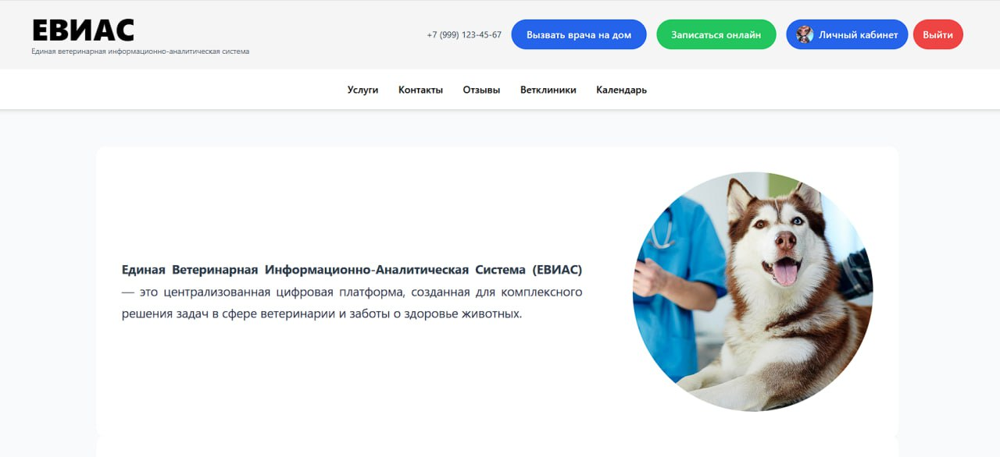 ЕВИАС
Единая ветеринарная информационно-аналитическая система
+7 (999) 123-45-67
Вызвать врача на дом
Записаться онлайн
Личный кабинет
Выйти
Услуги
Контакты
Отзывы
Ветклиники
Календарь
Единая Ветеринарная Информационно-Аналитическая Система (ЕВИАС)
— это централизованная цифровая платформа, созданная для комплексного
решения задач в сфере ветеринарии и заботы о здоровье животных.